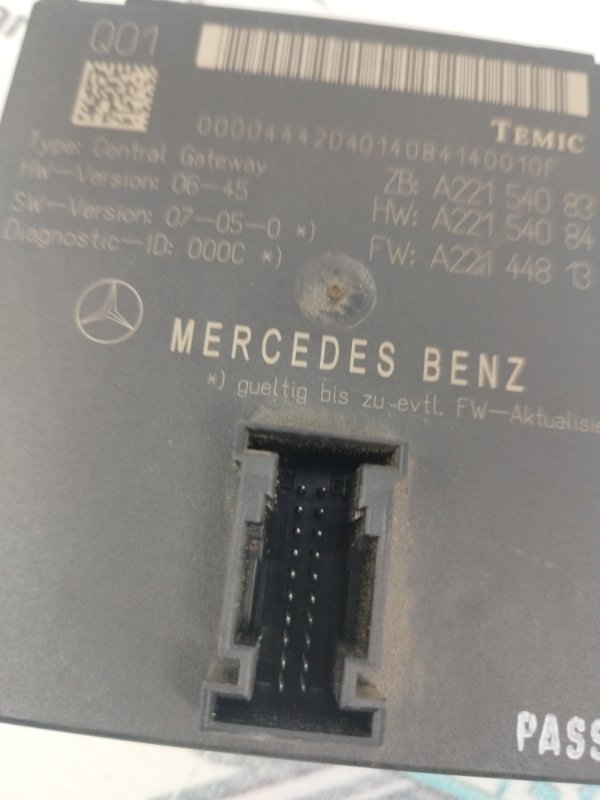 Q01
00004442D4014084140010F
TEMIC
Type: Central Gateway
HW-Version: 06-45
SW-Version: 07-05-0 *)
Diagnostic-ID: 000C *)
ZB: A221 540 83
HW: A221 540 84
FW: A221 448 13
MERCEDES BENZ
*) gueltig bis zu evtl. FW-Aktualisie
PASS